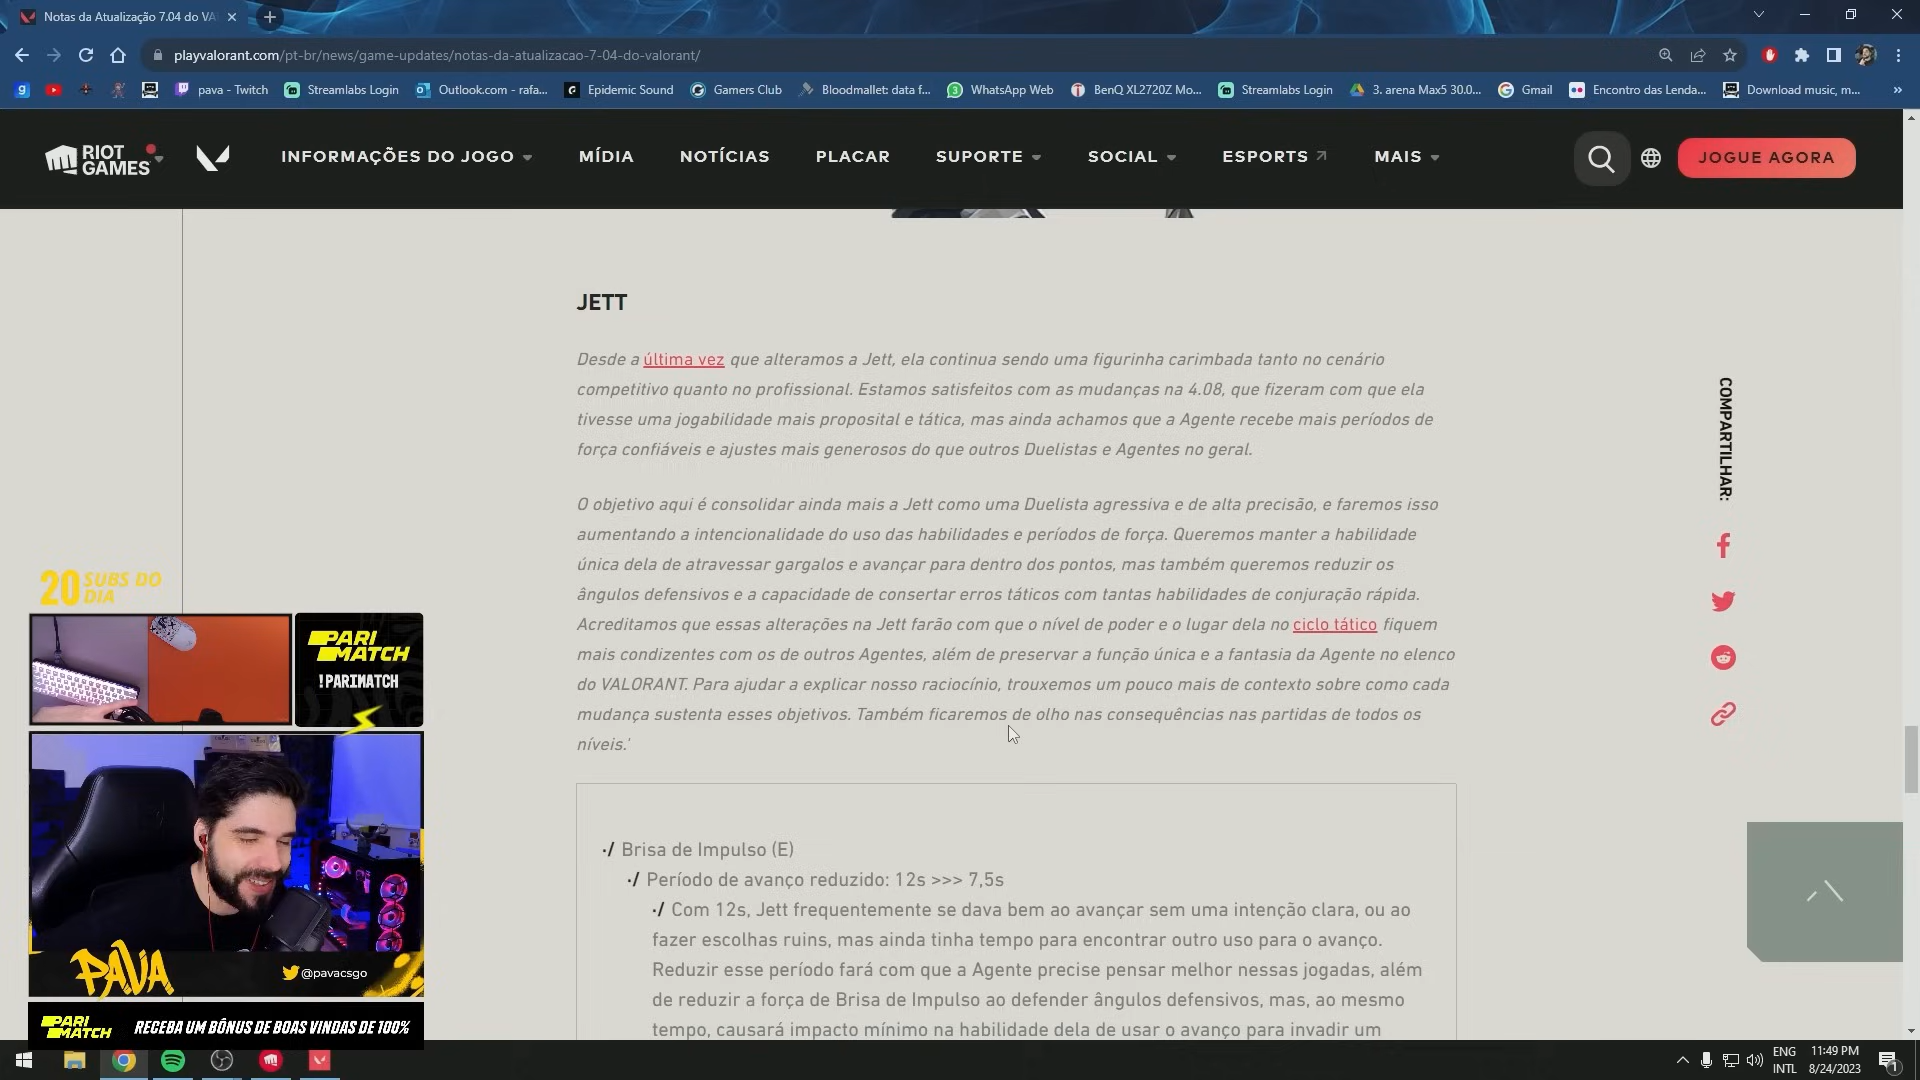 Notas da Atualização 7.04 do VA
playvalorant.com/pt-br/news/game-updates/notas-da-atualizacao-7-04-do-valorant/
pava - Twitch
Streamlabs Login
Outlook.com - rafa...
Epidemic Sound
Gamers Club
Bloodmallet: data f...
WhatsApp Web
BenQ XL2720Z Mo...
Streamlabs Login
3. arena Max5 30.0...
Gmail
Encontro das Lenda...
Download music, m...
»
RIOT GAMES
INFORMAÇÕES DO JOGO
MÍDIA
NOTÍCIAS
PLACAR
SUPORTE
SOCIAL
ESPORTS
MAIS
JOGUE AGORA
JETT
Desde a última vez que alteramos a Jett, ela continua sendo uma figurinha carimbada tanto no cenário
competitivo quanto no profissional. Estamos satisfeitos com as mudanças na 4.08, que fizeram com que ela
tivesse uma jogabilidade mais proposital e tática, mas ainda achamos que a Agente recebe mais períodos de
força confiáveis e ajustes mais generosos do que outros Duelistas e Agentes no geral.
O objetivo aqui é consolidar ainda mais a Jett como uma Duelista agressiva e de alta precisão, e faremos isso
aumentando a intencionalidade do uso das habilidades e períodos de força. Queremos manter a habilidade
única dela de atravessar gargalos e avançar para dentro dos pontos, mas também queremos reduzir os
ângulos defensivos e a capacidade de consertar erros táticos com tantas habilidades de conjuração rápida.
Acreditamos que essas alterações na Jett farão com que o nível de poder e o lugar dela no ciclo tático fiquem
mais condizentes com os de outros Agentes, além de preservar a função única e a fantasia da Agente no elenco
do VALORANT. Para ajudar a explicar nosso raciocínio, trouxemos um pouco mais de contexto sobre como cada
mudança sustenta esses objetivos. Também ficaremos de olho nas consequências nas partidas de todos os
níveis.'
·/ Brisa de Impulso (E)
·/ Período de avanço reduzido: 12s >>> 7,5s
·/ Com 12s, Jett frequentemente se dava bem ao avançar sem uma intenção clara, ou ao
fazer escolhas ruins, mas ainda tinha tempo para encontrar outro uso para o avanço.
Reduzir esse período fará com que a Agente precise pensar melhor nessas jogadas, além
de reduzir a força de Brisa de Impulso ao defender ângulos defensivos, mas, ao mesmo
tempo, causará impacto mínimo na habilidade dela de usar o avanço para invadir um
COMPARTILHAR:
20 SUBS DO DIA
PARI MATCH
!PARIMATCH
PAVA
@pavacsgo
PARI MATCH
RECEBA UM BÔNUS DE BOAS VINDAS DE 100%
ENG
INTL
11:49 PM
8/24/2023
1